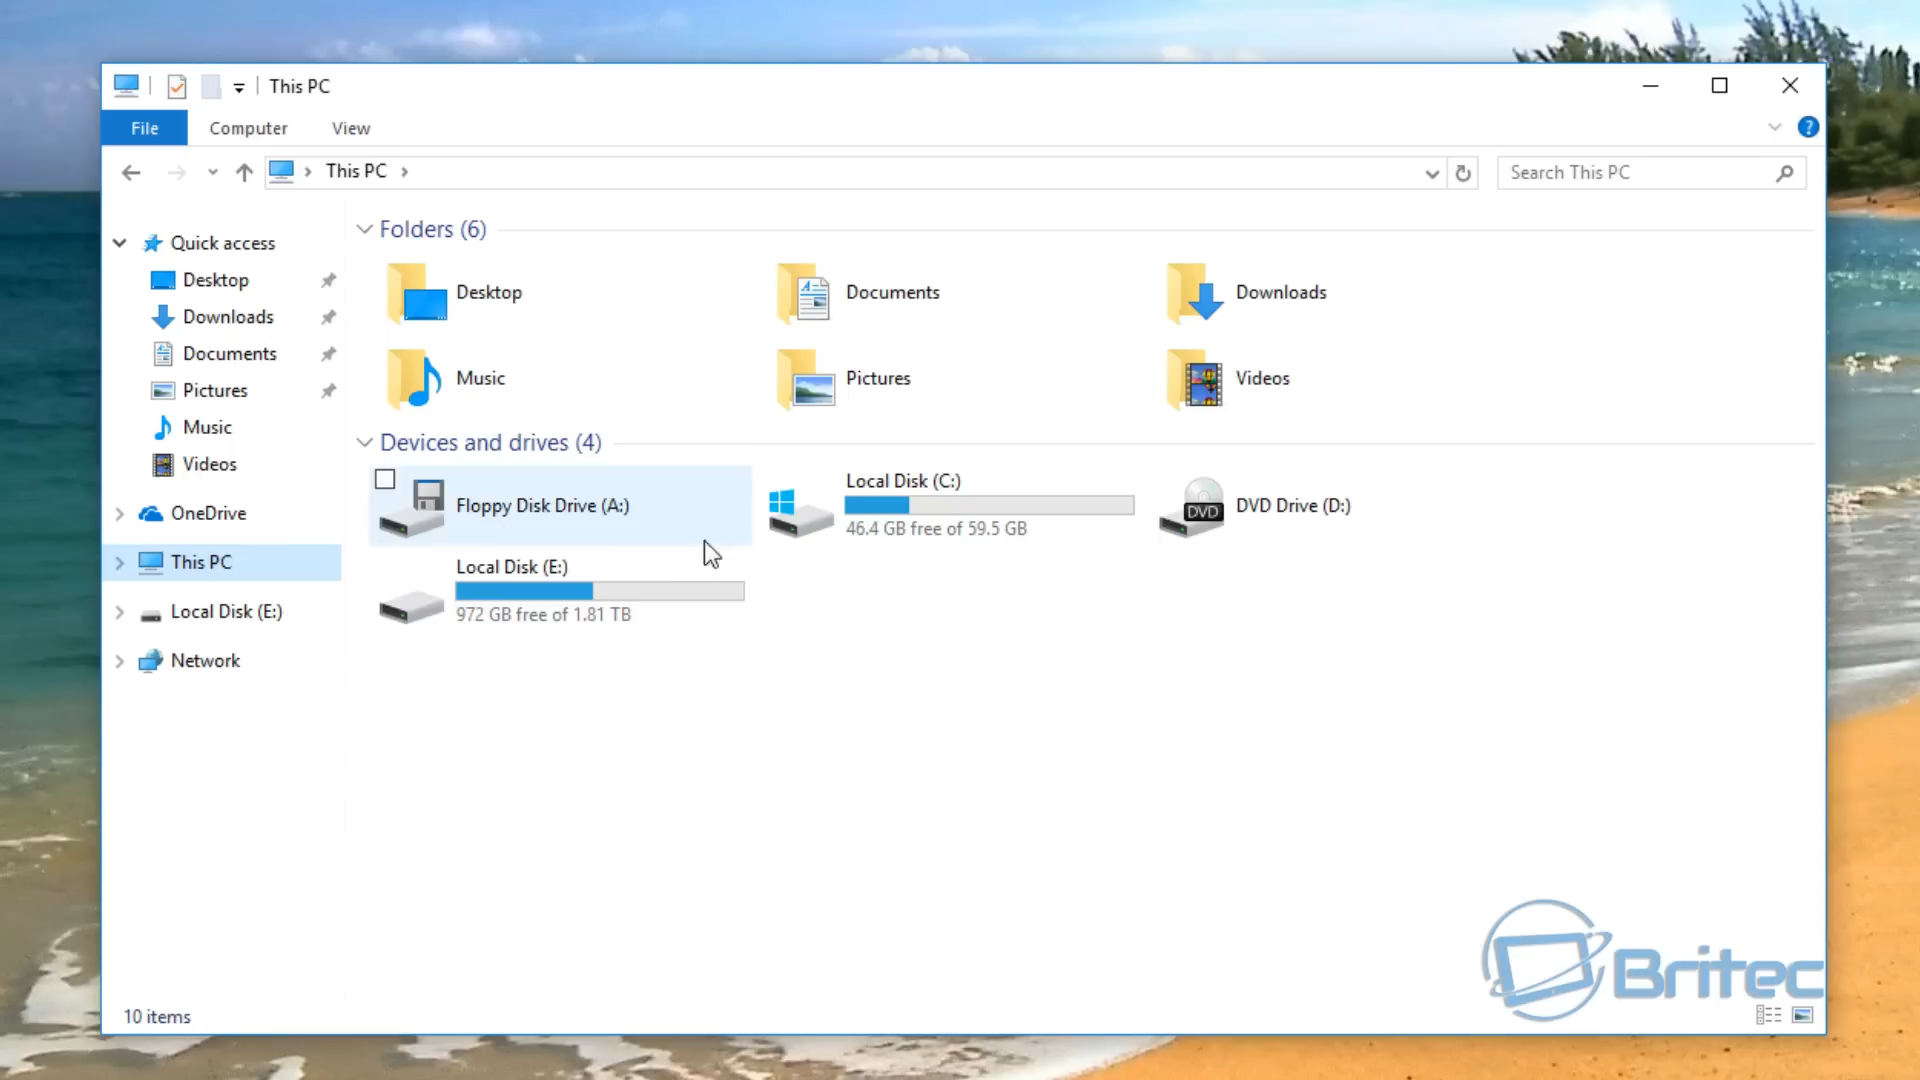 This PC
File Computer View
This PC
Search This PC
Quick access
Desktop
Downloads
Documents
Pictures
Music
Videos
OneDrive
This PC
Local Disk (E:)
Network
Folders (6)
Desktop
Documents
Downloads
Music
Pictures
Videos
Devices and drives (4)
Floppy Disk Drive (A:)
Local Disk (C:)
46.4 GB free of 59.5 GB
DVD
DVD Drive (D:)
Local Disk (E:)
972 GB free of 1.81 TB
Britec
10 items